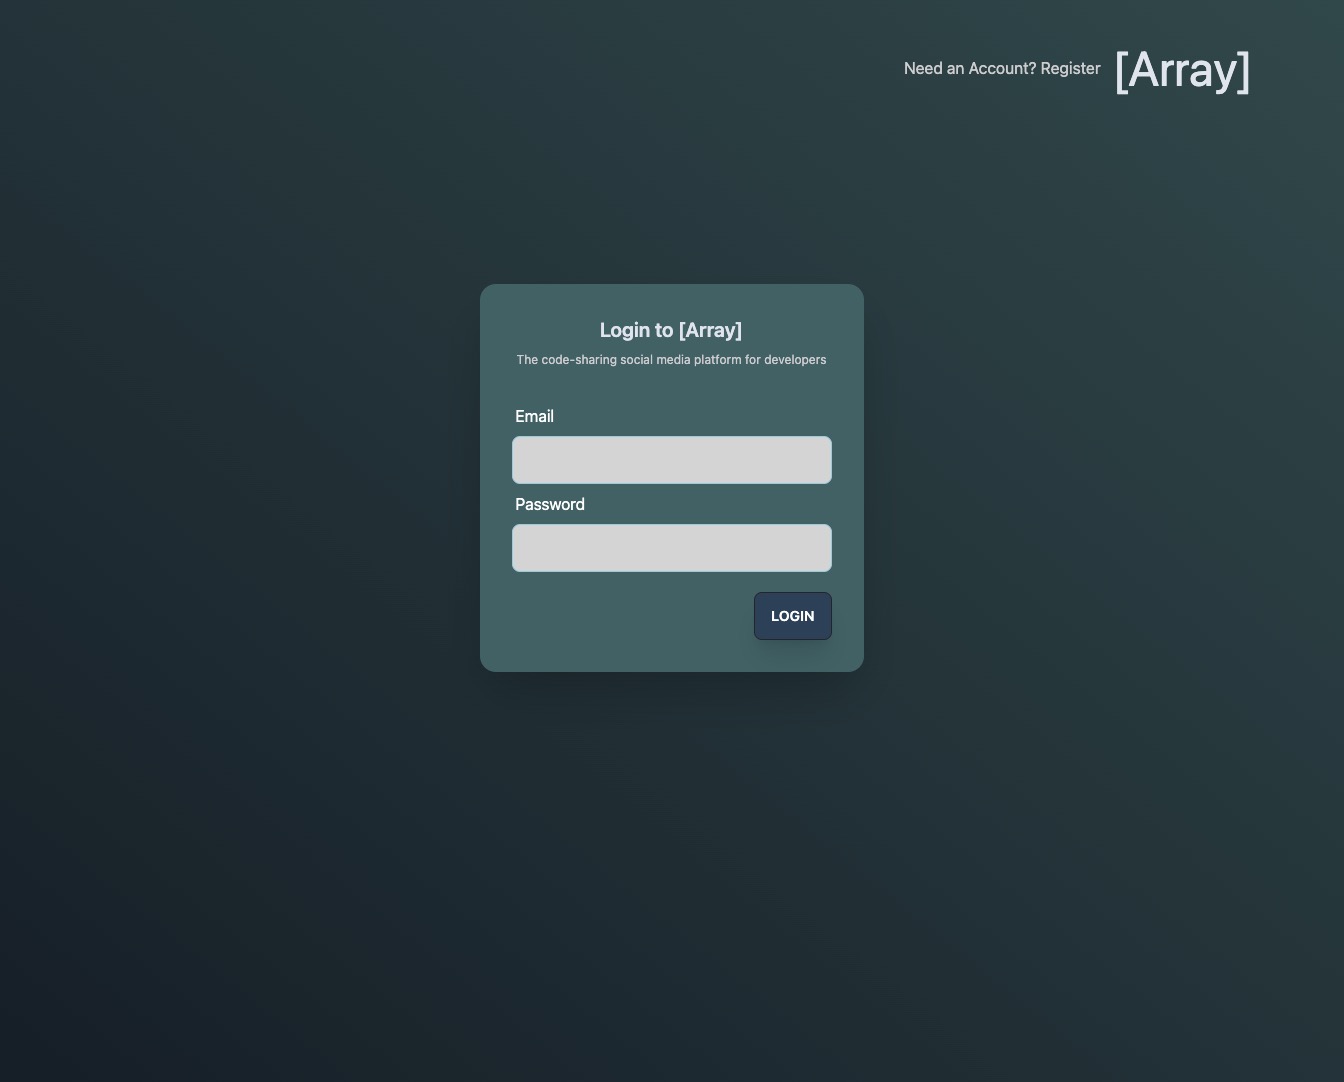 Need an Account? Register [Array]
Login to [Array]
The code-sharing social media platform for developers
Email
Password
LOGIN